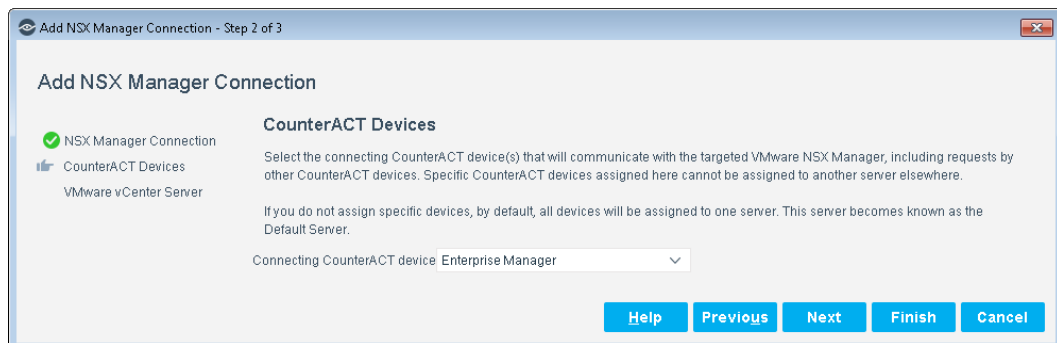 Add NSX Manager Connection - Step 2 of 3
Add NSX Manager Connection
NSX Manager Connection
CounterACT Devices
VMware vCenter Server
CounterACT Devices
Select the connecting CounterACT device(s) that will communicate with the targeted VMware NSX Manager, including requests by
other CounterACT devices. Specific CounterACT devices assigned here cannot be assigned to another server elsewhere.
If you do not assign specific devices, by default, all devices will be assigned to one server. This server becomes known as the
Default Server.
Connecting CounterACT device Enterprise Manager
Help Previous Next Finish Cancel